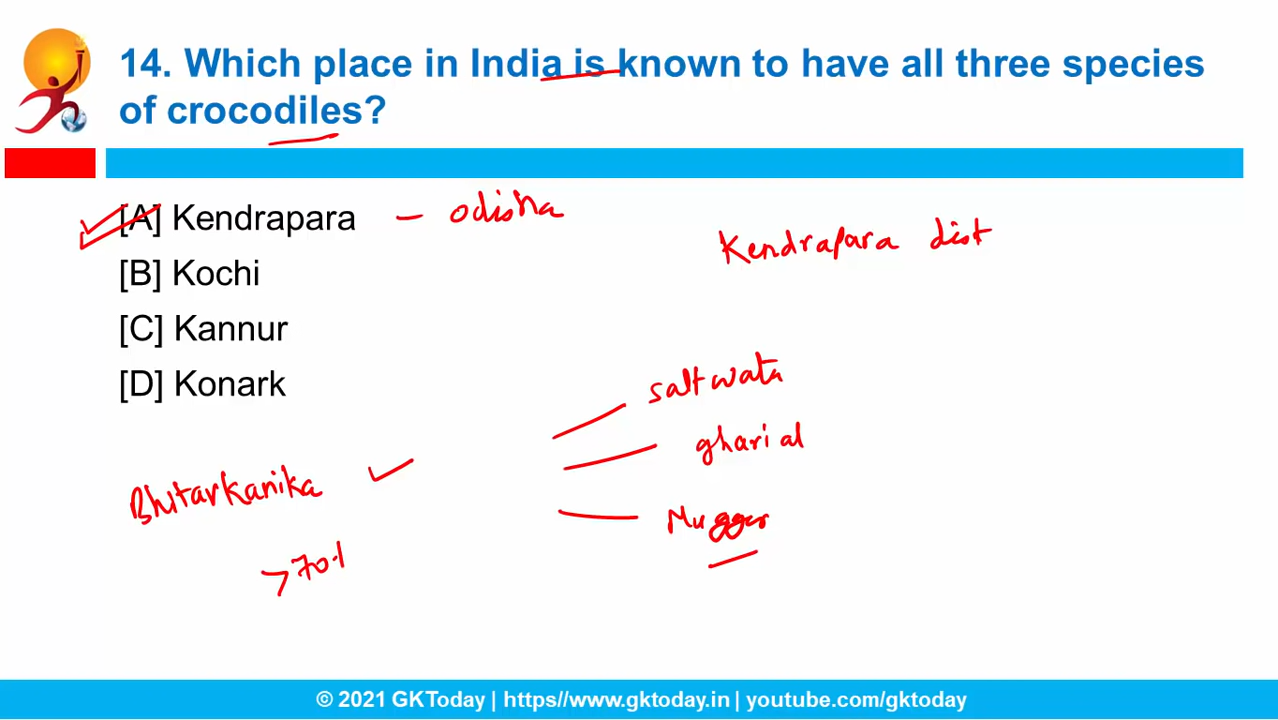 14. Which place in India is known to have all three species
of crocodiles?
[A] Kendrapara - odisha
Kendrapara dist
[B] Kochi
[C] Kannur
[D] Konark
saltwata
gharial
Bhitarkanika
Mugger
>70%
© 2021 GKToday | https//www.gktoday.in | youtube.com/gktoday